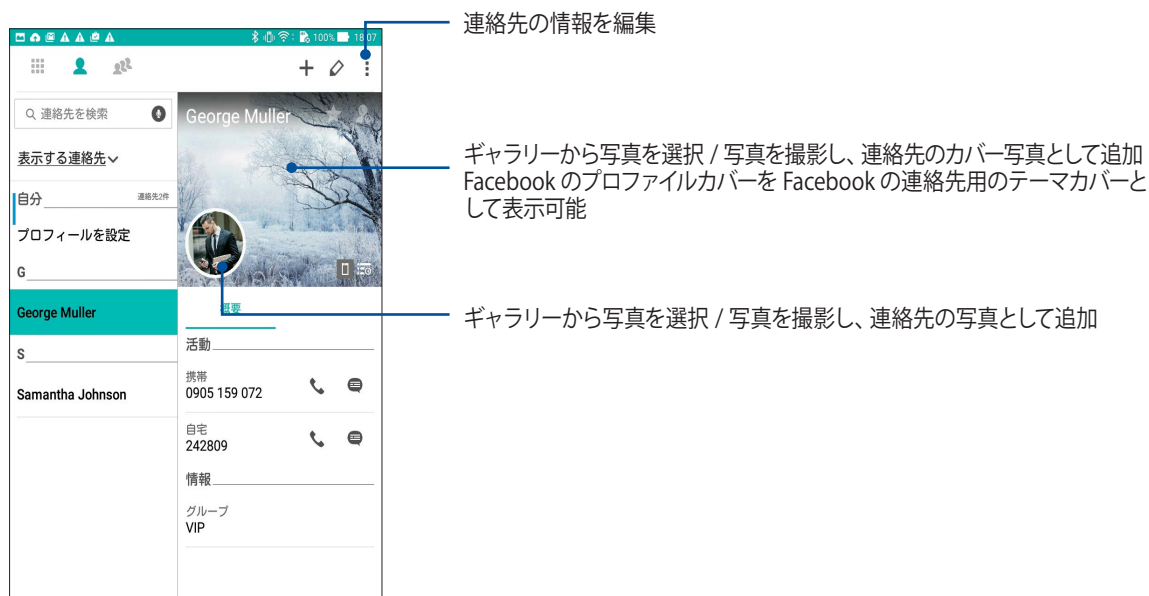 100% 18:07
連絡先の情報を編集
連絡先を検索
George Muller
表示する連絡先
自分 連絡先2件
プロフィールを設定
G
George Muller
S
Samantha Johnson
概要
活動
携帯
0905 159 072
自宅
242809
情報
グループ
VIP
ギャラリーから写真を選択 / 写真を撮影し、連絡先のカバー写真として追加
Facebook のプロファイルカバーを Facebook の連絡先用のテーマカバーと
して表示可能
ギャラリーから写真を選択 / 写真を撮影し、連絡先の写真として追加